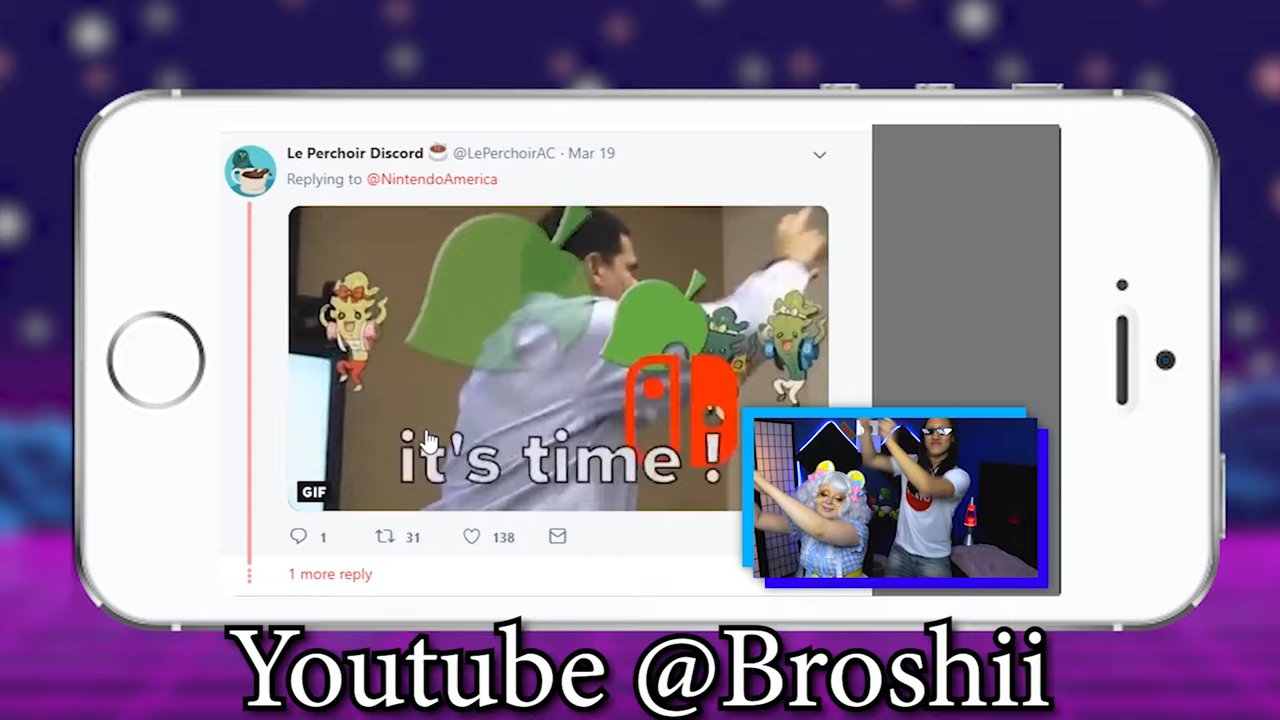 Le Perchoir Discord ☕ @LePerchoirAC · Mar 19
Replying to @NintendoAmerica
it's time !
GIF
1 31 138
1 more reply
Youtube @Broshii